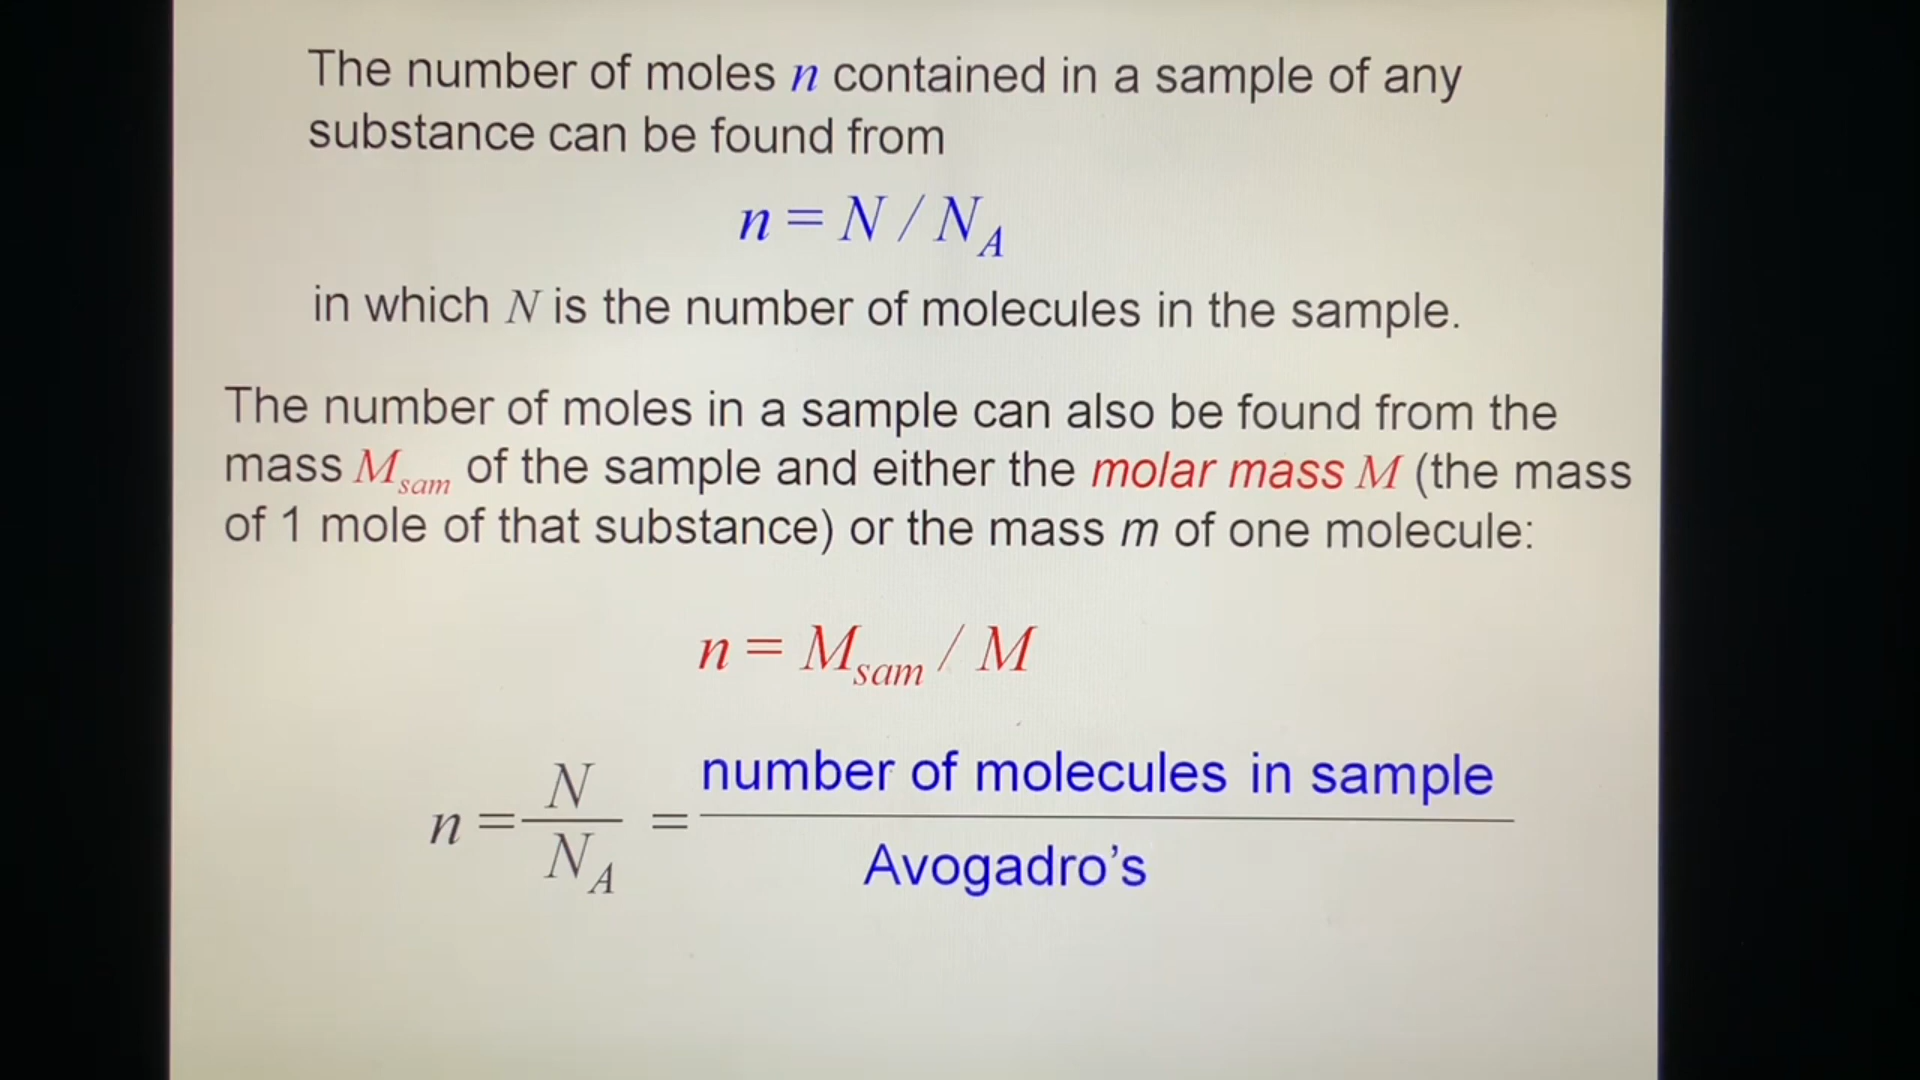 The number of moles n contained in a sample of any
substance can be found from
n = N / N_A
in which N is the number of molecules in the sample.
The number of moles in a sample can also be found from the
mass M_sam of the sample and either the molar mass M (the mass
of 1 mole of that substance) or the mass m of one molecule:
n = M_sam / M
n = N / N_A = number of molecules in sample / Avogadro's